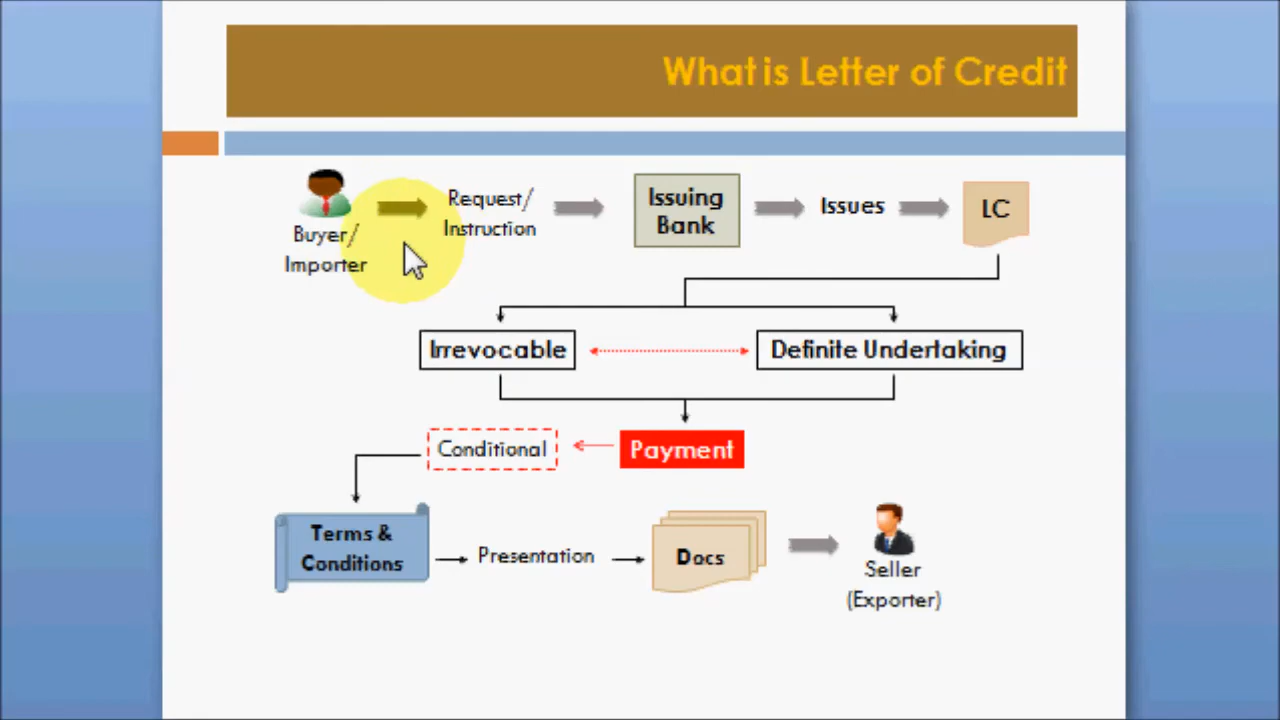 What is Letter of Credit
Buyer/
Importer
Request/
Instruction
Issuing
Bank
Issues
LC
Irrevocable
Definite Undertaking
Conditional
Payment
Terms &
Conditions
Presentation
Docs
Seller
(Exporter)